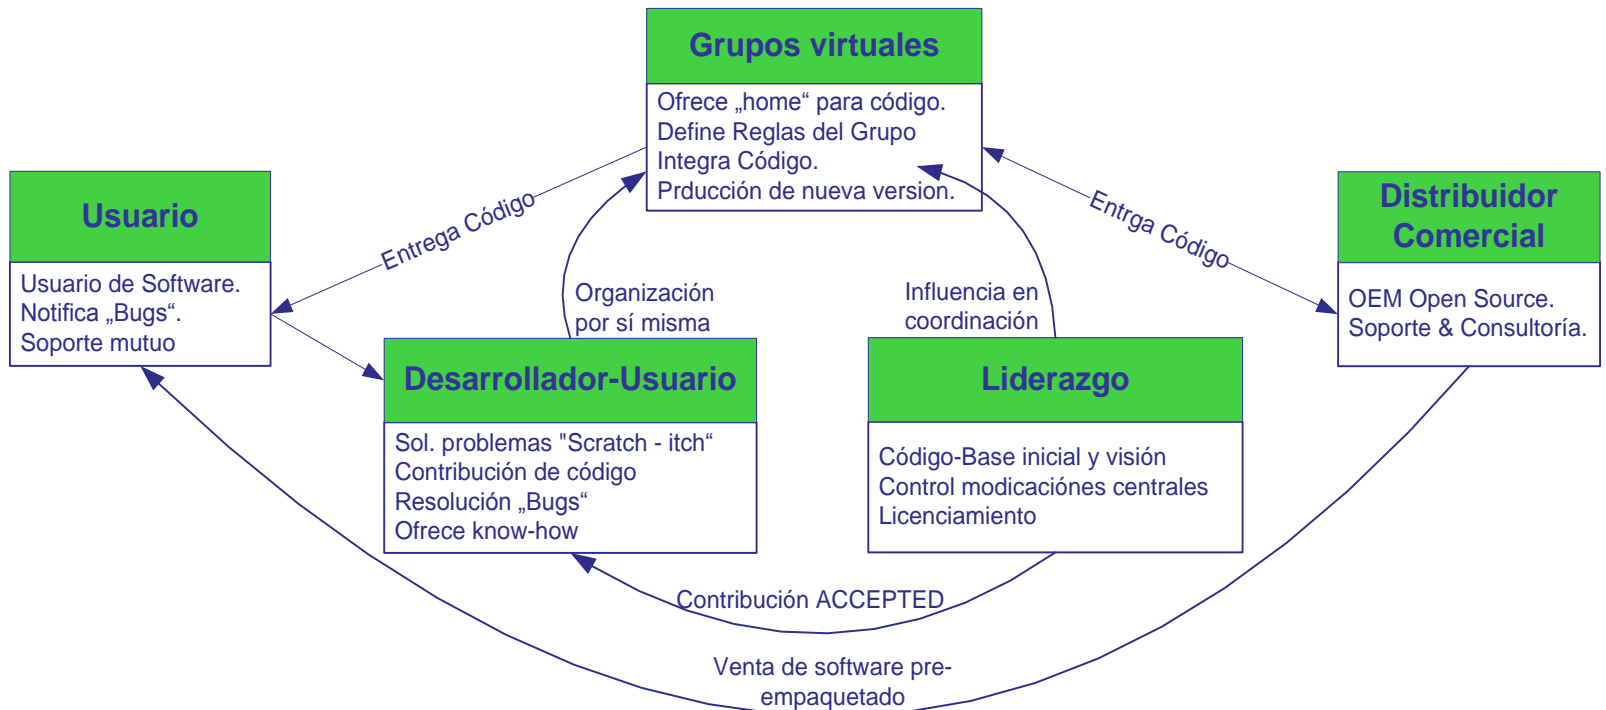 Grupos virtuales
Ofrece „home“ para código.
Define Reglas del Grupo
Integra Código.
Prducción de nueva version.
Usuario
Usuario de Software.
Notifica „Bugs“.
Soporte mutuo
Entrega Código
Entrga Código
Distribuidor
Comercial
OEM Open Source.
Soporte & Consultoría.
Organización
por sí misma
Influencia en
coordinación
Desarrollador-Usuario
Sol. problemas "Scratch - itch“
Contribución de código
Resolución „Bugs“
Ofrece know-how
Liderazgo
Código-Base inicial y visión
Control modicaciónes centrales
Licenciamiento
Contribución ACCEPTED
Venta de software pre-
empaquetado